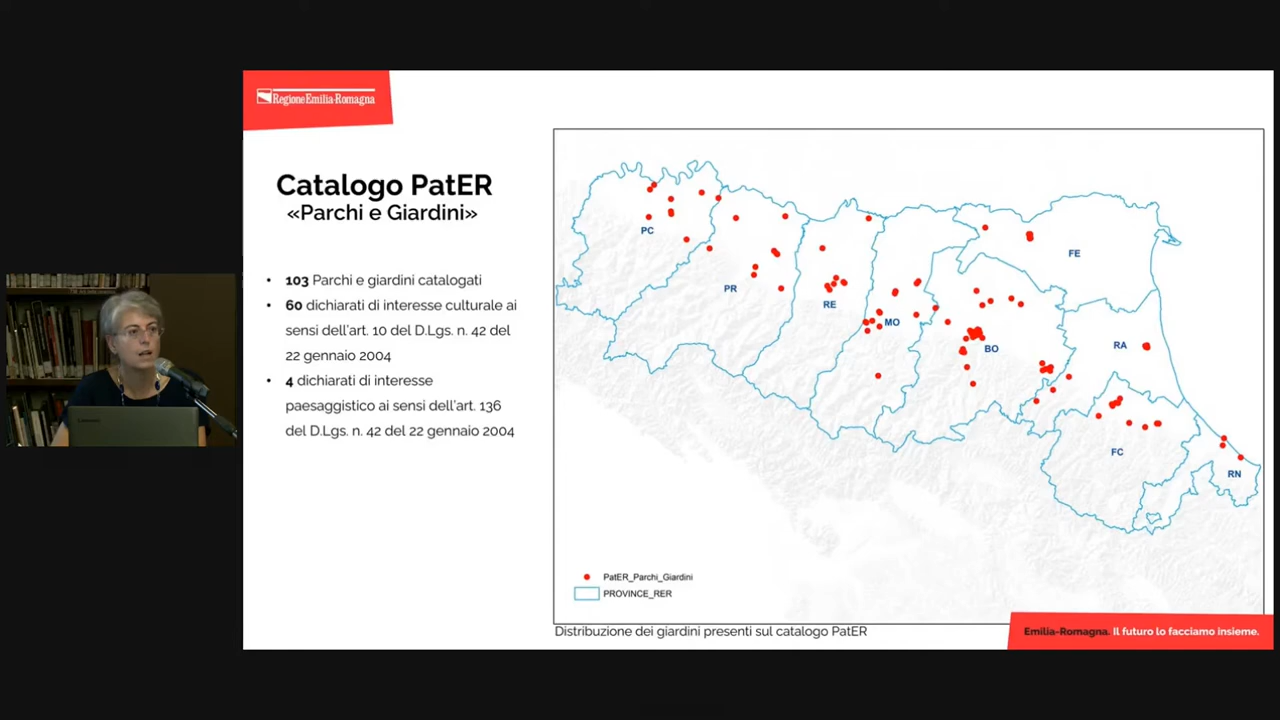 RegioneEmilia-Romagna
Catalogo PatER
«Parchi e Giardini»
• 103 Parchi e giardini catalogati
• 60 dichiarati di interesse culturale ai
sensi dell'art. 10 del D.Lgs. n. 42 del
22 gennaio 2004
• 4 dichiarati di interesse
paesaggistico ai sensi dell'art. 136
del D.Lgs. n. 42 del 22 gennaio 2004
PC
PR
RE
MO
BO
FE
RA
FC
RN
PatER_Parchi_Giardini
PROVINCE_RER
Distribuzione dei giardini presenti sul catalogo PatER
Emilia-Romagna. Il futuro lo facciamo insieme.